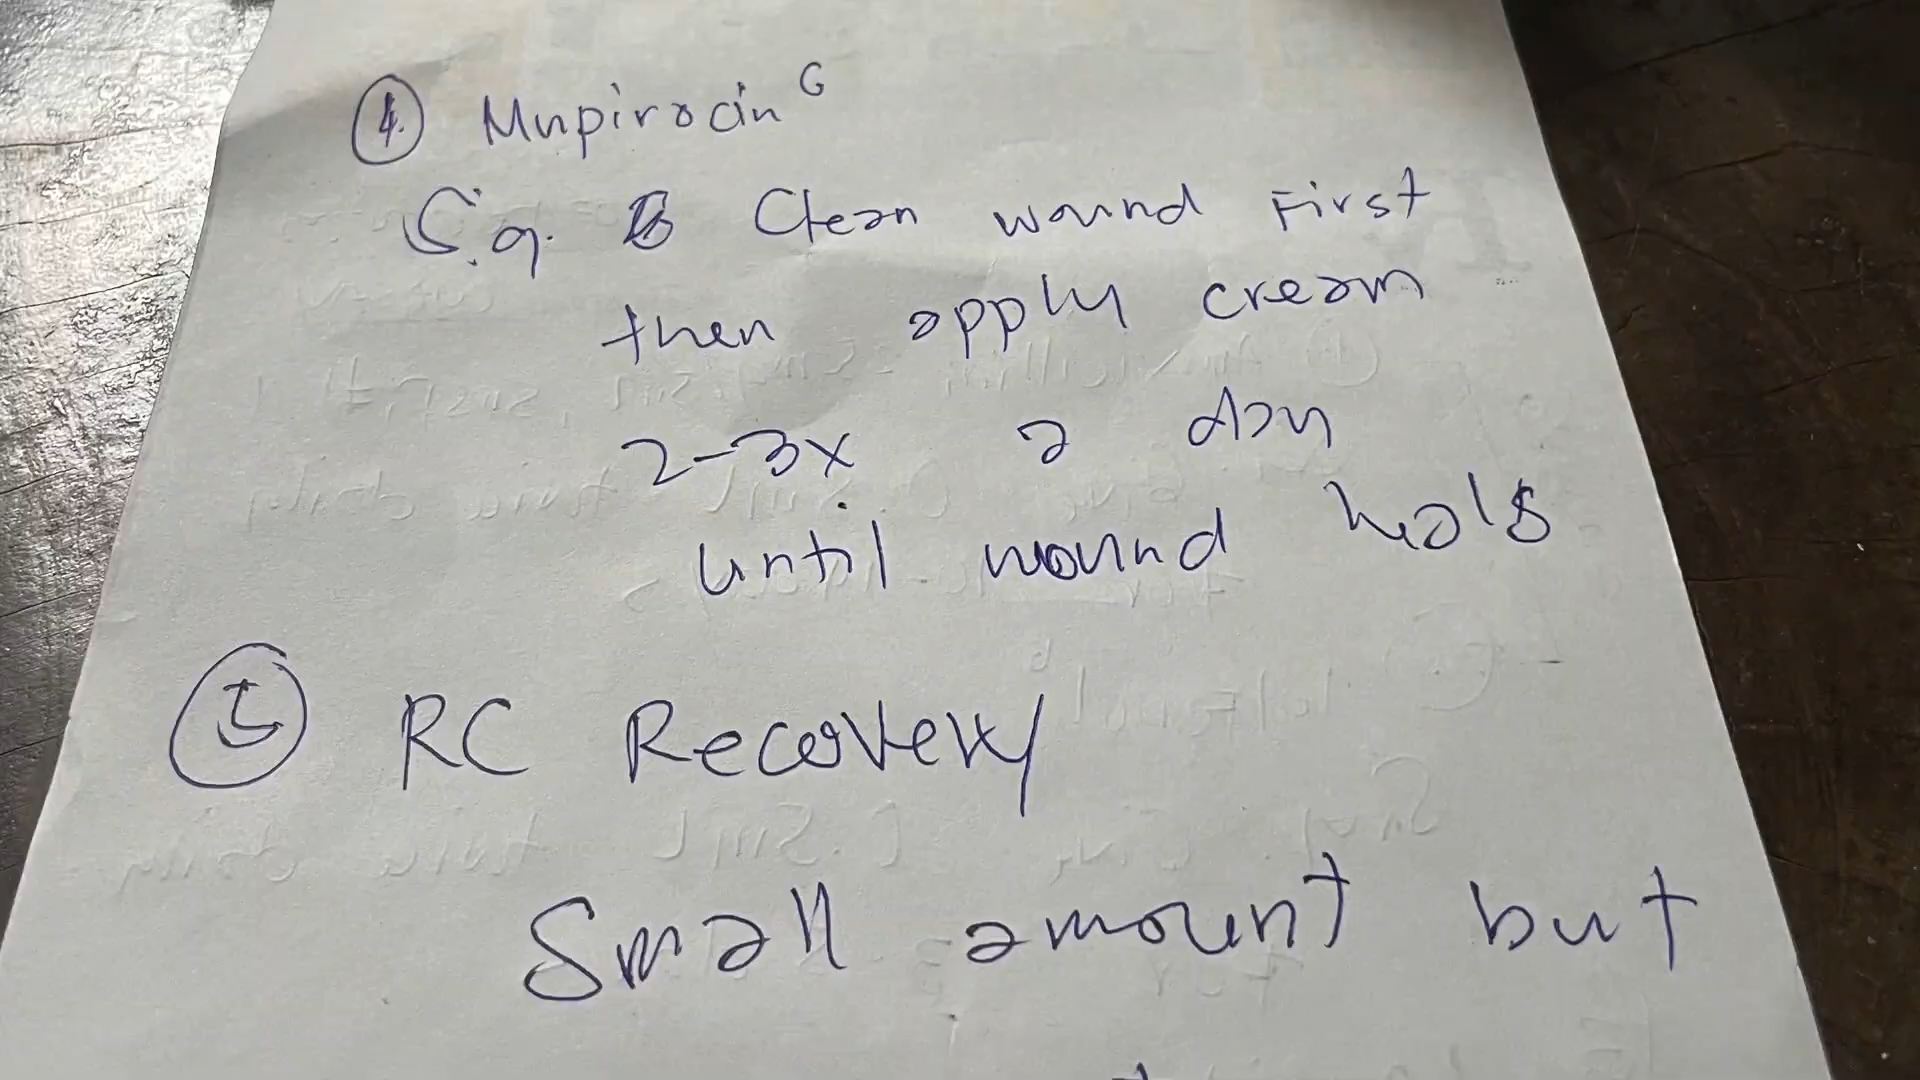 4. Mupirocin G
Sig. Clean wound First
then apply cream
2-3x a day
until wound heals
5 RC Recovery
Small amount but